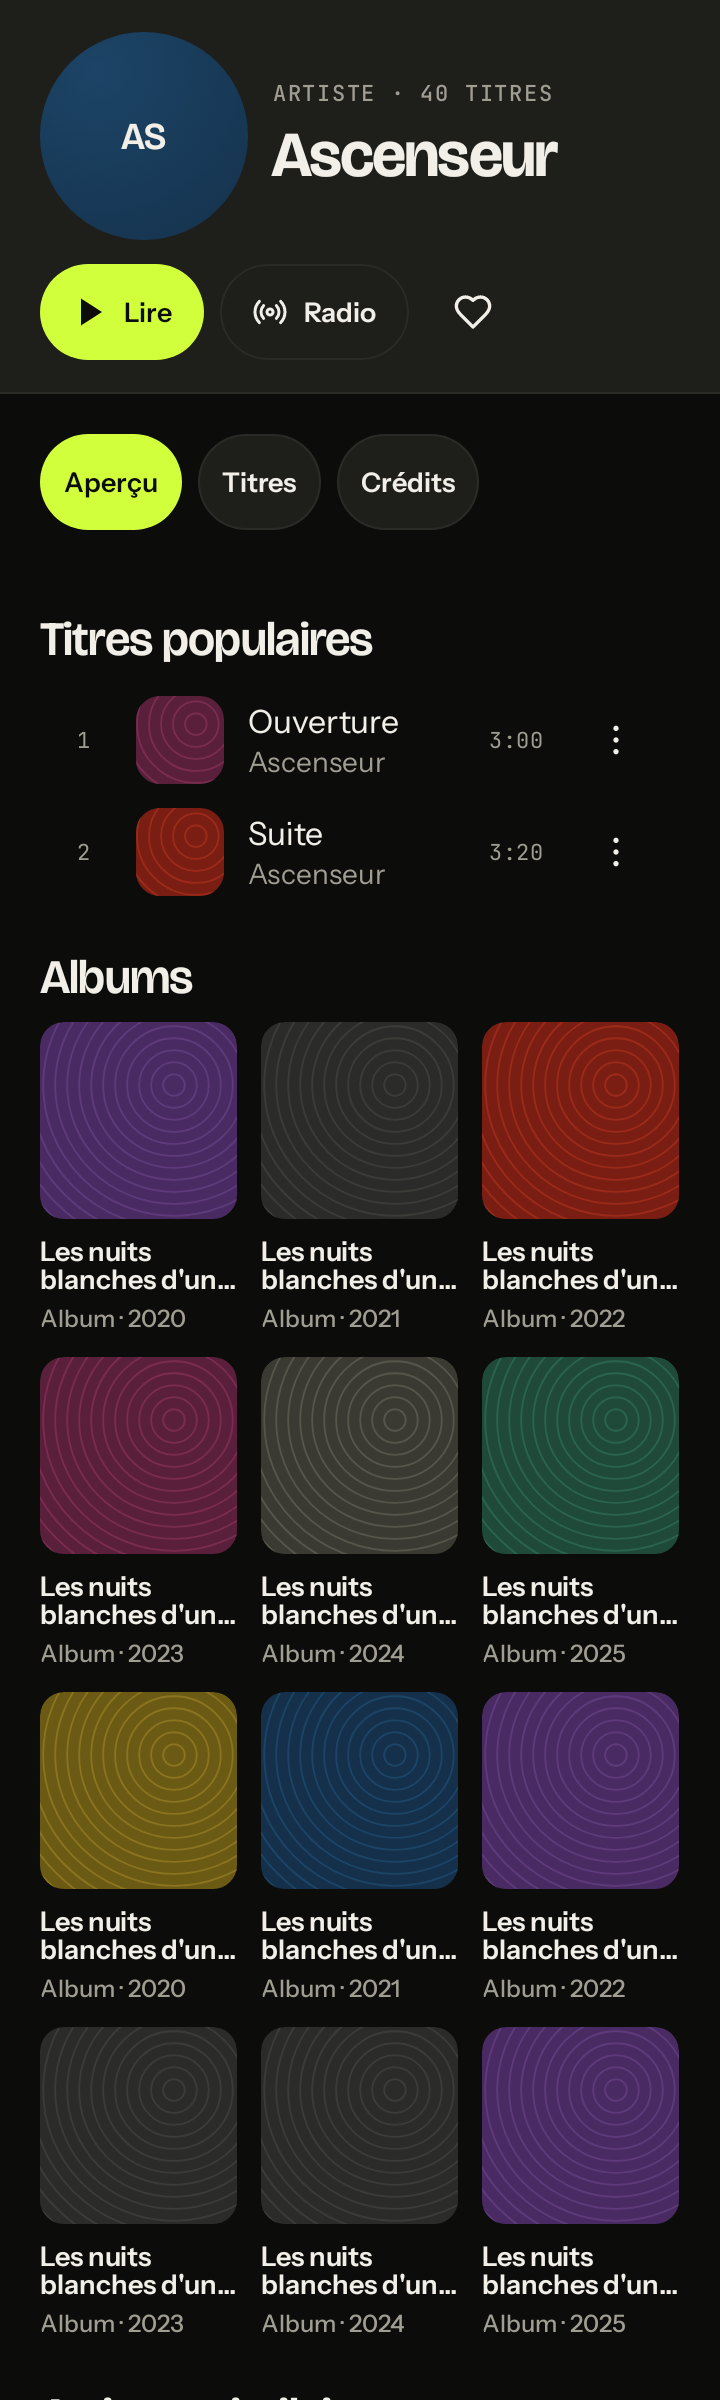 AS
ARTISTE · 40 TITRES
Ascenseur
Lire
Radio
Aperçu
Titres
Crédits
Titres populaires
1
Ouverture
Ascenseur
3:00
2
Suite
Ascenseur
3:20
Albums
Les nuits
blanches d'un...
Album · 2020
Les nuits
blanches d'un...
Album · 2021
Les nuits
blanches d'un...
Album · 2022
Les nuits
blanches d'un...
Album · 2023
Les nuits
blanches d'un...
Album · 2024
Les nuits
blanches d'un...
Album · 2025
Les nuits
blanches d'un...
Album · 2020
Les nuits
blanches d'un...
Album · 2021
Les nuits
blanches d'un...
Album · 2022
Les nuits
blanches d'un...
Album · 2023
Les nuits
blanches d'un...
Album · 2024
Les nuits
blanches d'un...
Album · 2025